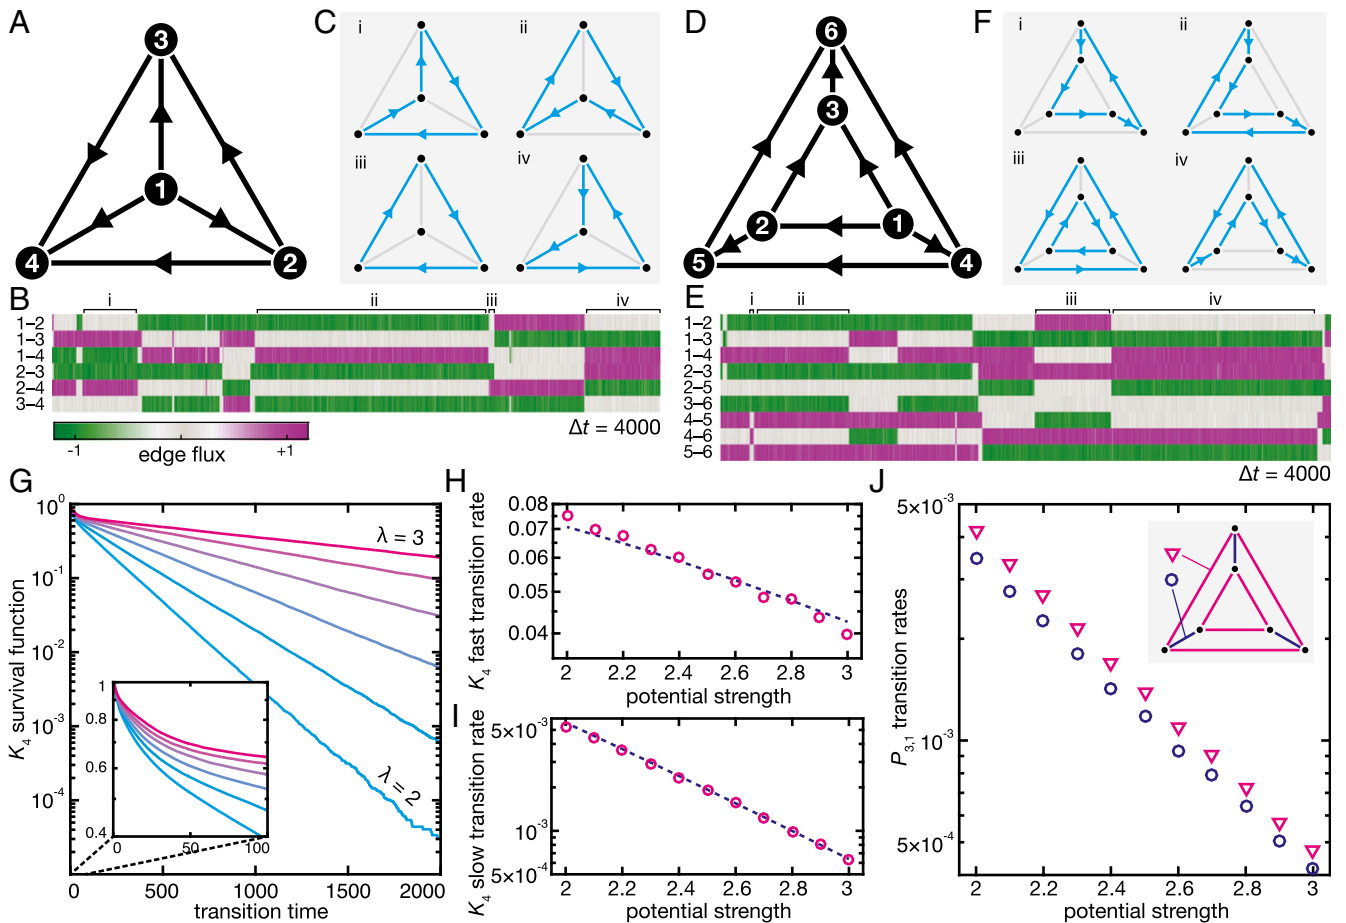 A
3
1
4
2
C
i
ii
iii
iv
D
6
3
2
1
5
4
F
i
ii
iii
iv
B
i
ii
iii
iv
1–2
1–3
1–4
2–3
2–4
3–4
-1
+1
edge flux
Δt = 4000
E
i
ii
iii
iv
1–2
1–3
1–4
2–3
2–5
3–6
4–5
4–6
5–6
Δt = 4000
G
K4 survival function
10^0
10^-1
10^-2
10^-3
10^-4
λ = 3
λ = 2
1
0.8
0.6
0.4
0
50
100
0
500
1000
1500
2000
transition time
H
K4 fast transition rate
0.08
0.07
0.06
0.05
0.04
2
2.2
2.4
2.6
2.8
3
potential strength
I
K4 slow transition rate
5×10^-3
10^-3
5×10^-4
2
2.2
2.4
2.6
2.8
3
potential strength
J
P3,1 transition rates
5×10^-3
10^-3
5×10^-4
2
2.2
2.4
2.6
2.8
3
potential strength